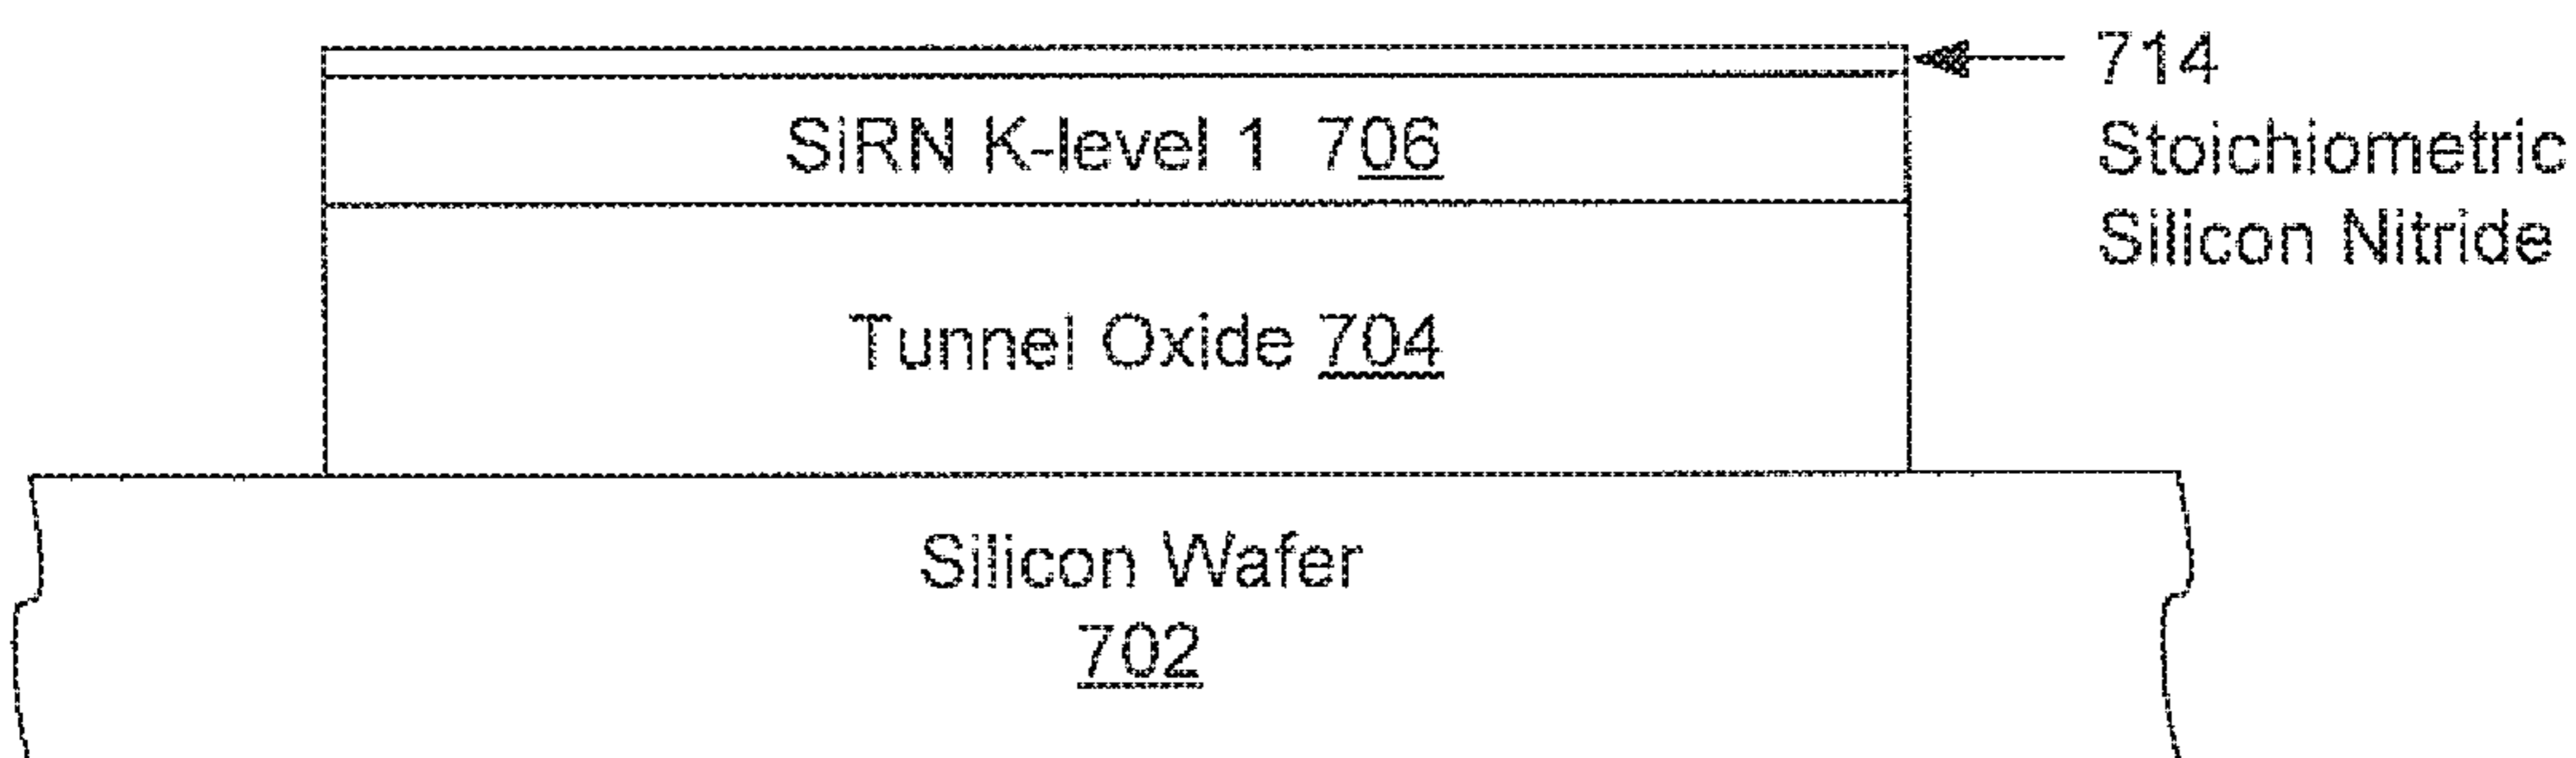 714
Stoichiometric
Silicon Nitride
SiRN K-level 1 706
Tunnel Oxide 704
Silicon Wafer
702